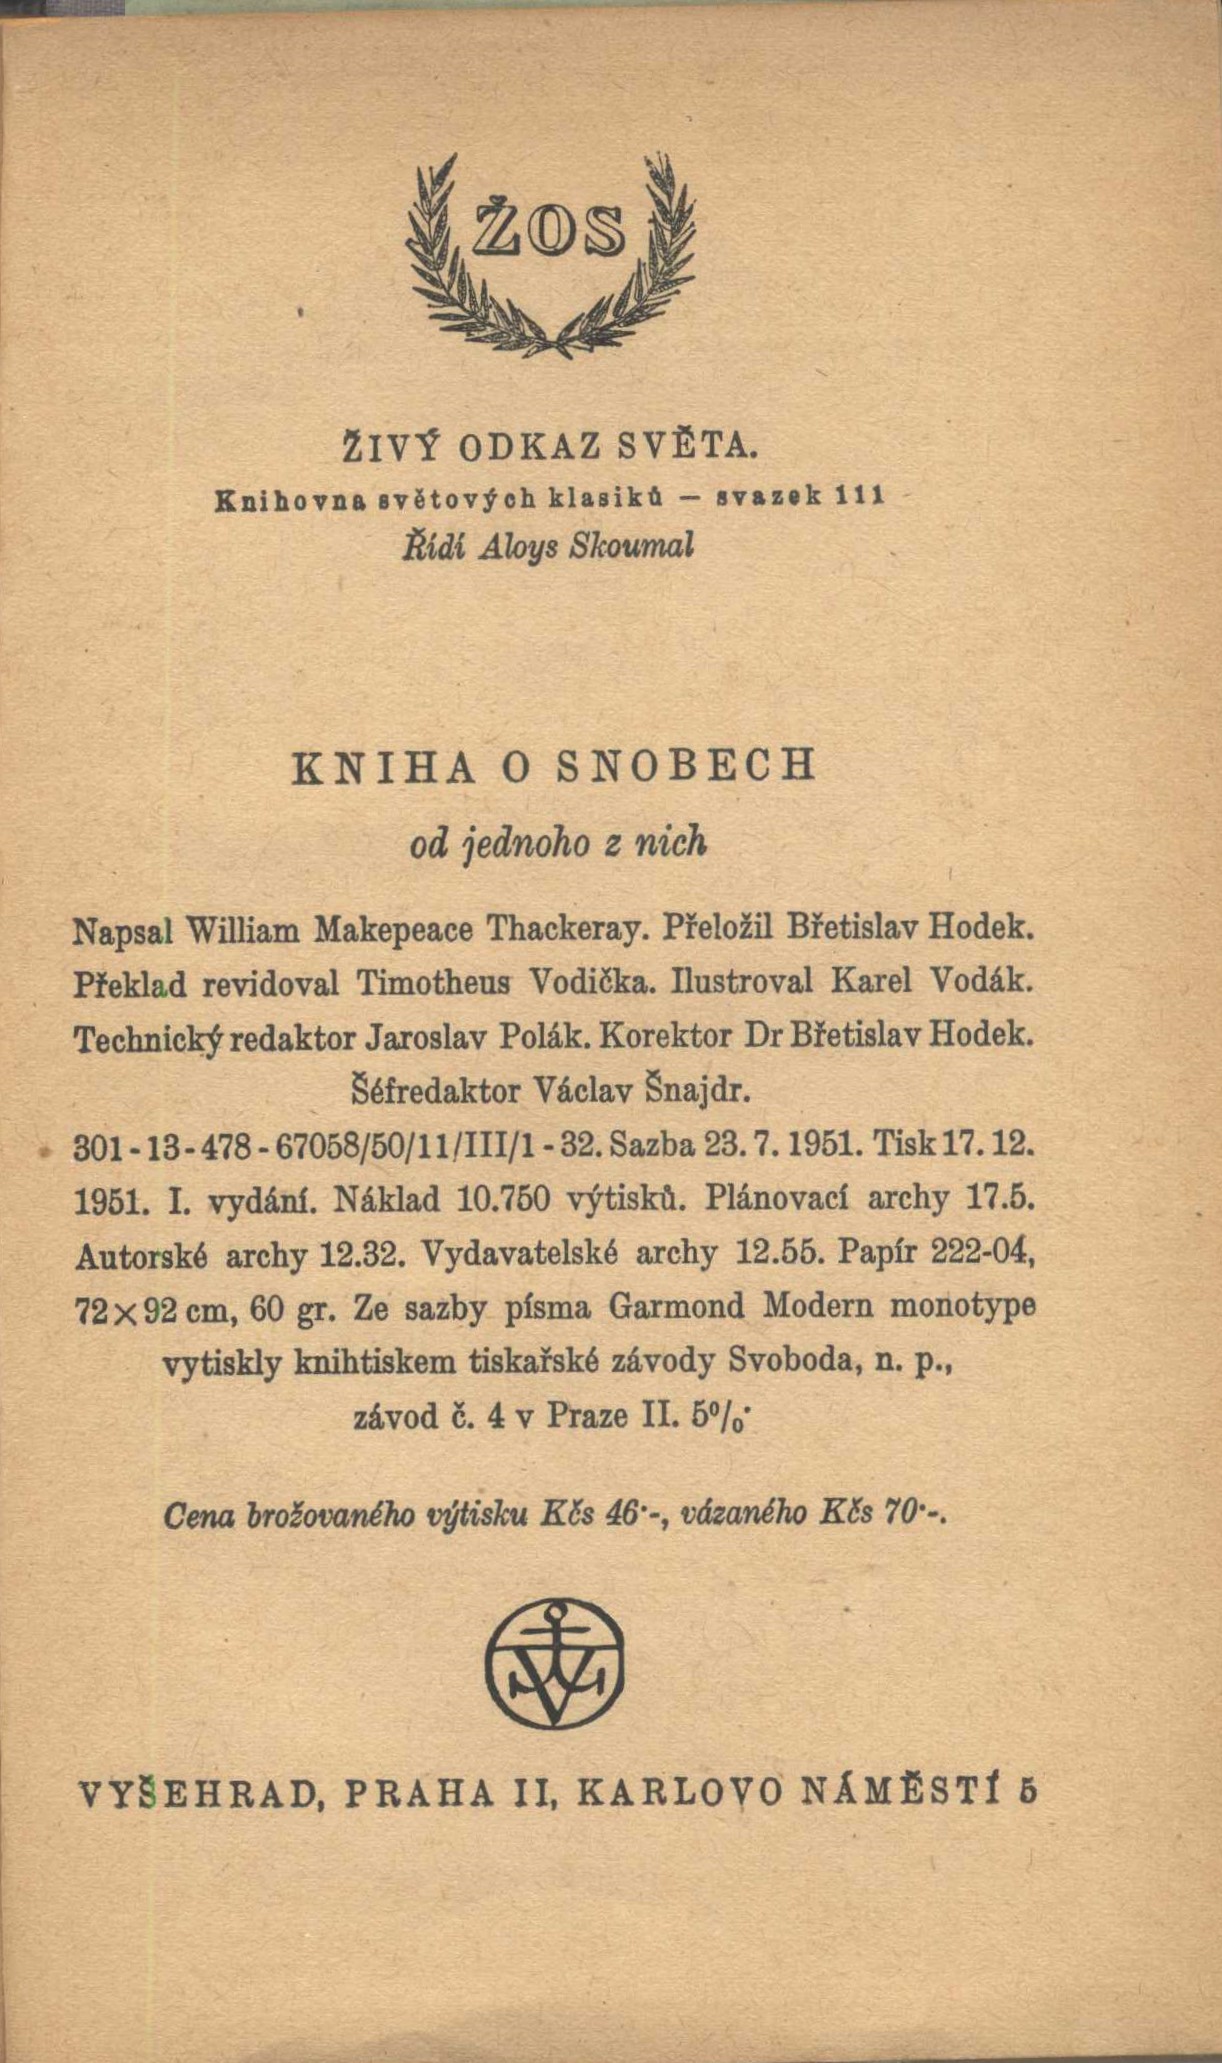 ŽOS
ŽIVÝ ODKAZ SVĚTA.
Knihovna světových klasiků — svazek 111
Řídí Aloys Skoumal
KNIHA O SNOBECH
od jednoho z nich
Napsal William Makepeace Thackeray. Přeložil Břetislav Hodek.
Překlad revidoval Timotheus Vodička. Ilustroval Karel Vodák.
Technický redaktor Jaroslav Polák. Korektor Dr Břetislav Hodek.
Šéfredaktor Václav Šnajdr.
301-13-478-67058/50/11/III/1-32. Sazba 23. 7. 1951. Tisk 17. 12.
1951. I. vydání. Náklad 10.750 výtisků. Plánovací archy 17.5.
Autorské archy 12.32. Vydavatelské archy 12.55. Papír 222-04,
72×92 cm, 60 gr. Ze sazby písma Garmond Modern monotype
vytiskly knihtiskem tiskařské závody Svoboda, n. p.,
závod č. 4 v Praze II. 5%.
Cena brožovaného výtisku Kčs 46·-, vázaného Kčs 70·-.
VYŠEHRAD, PRAHA II, KARLOVO NÁMĚSTÍ 5